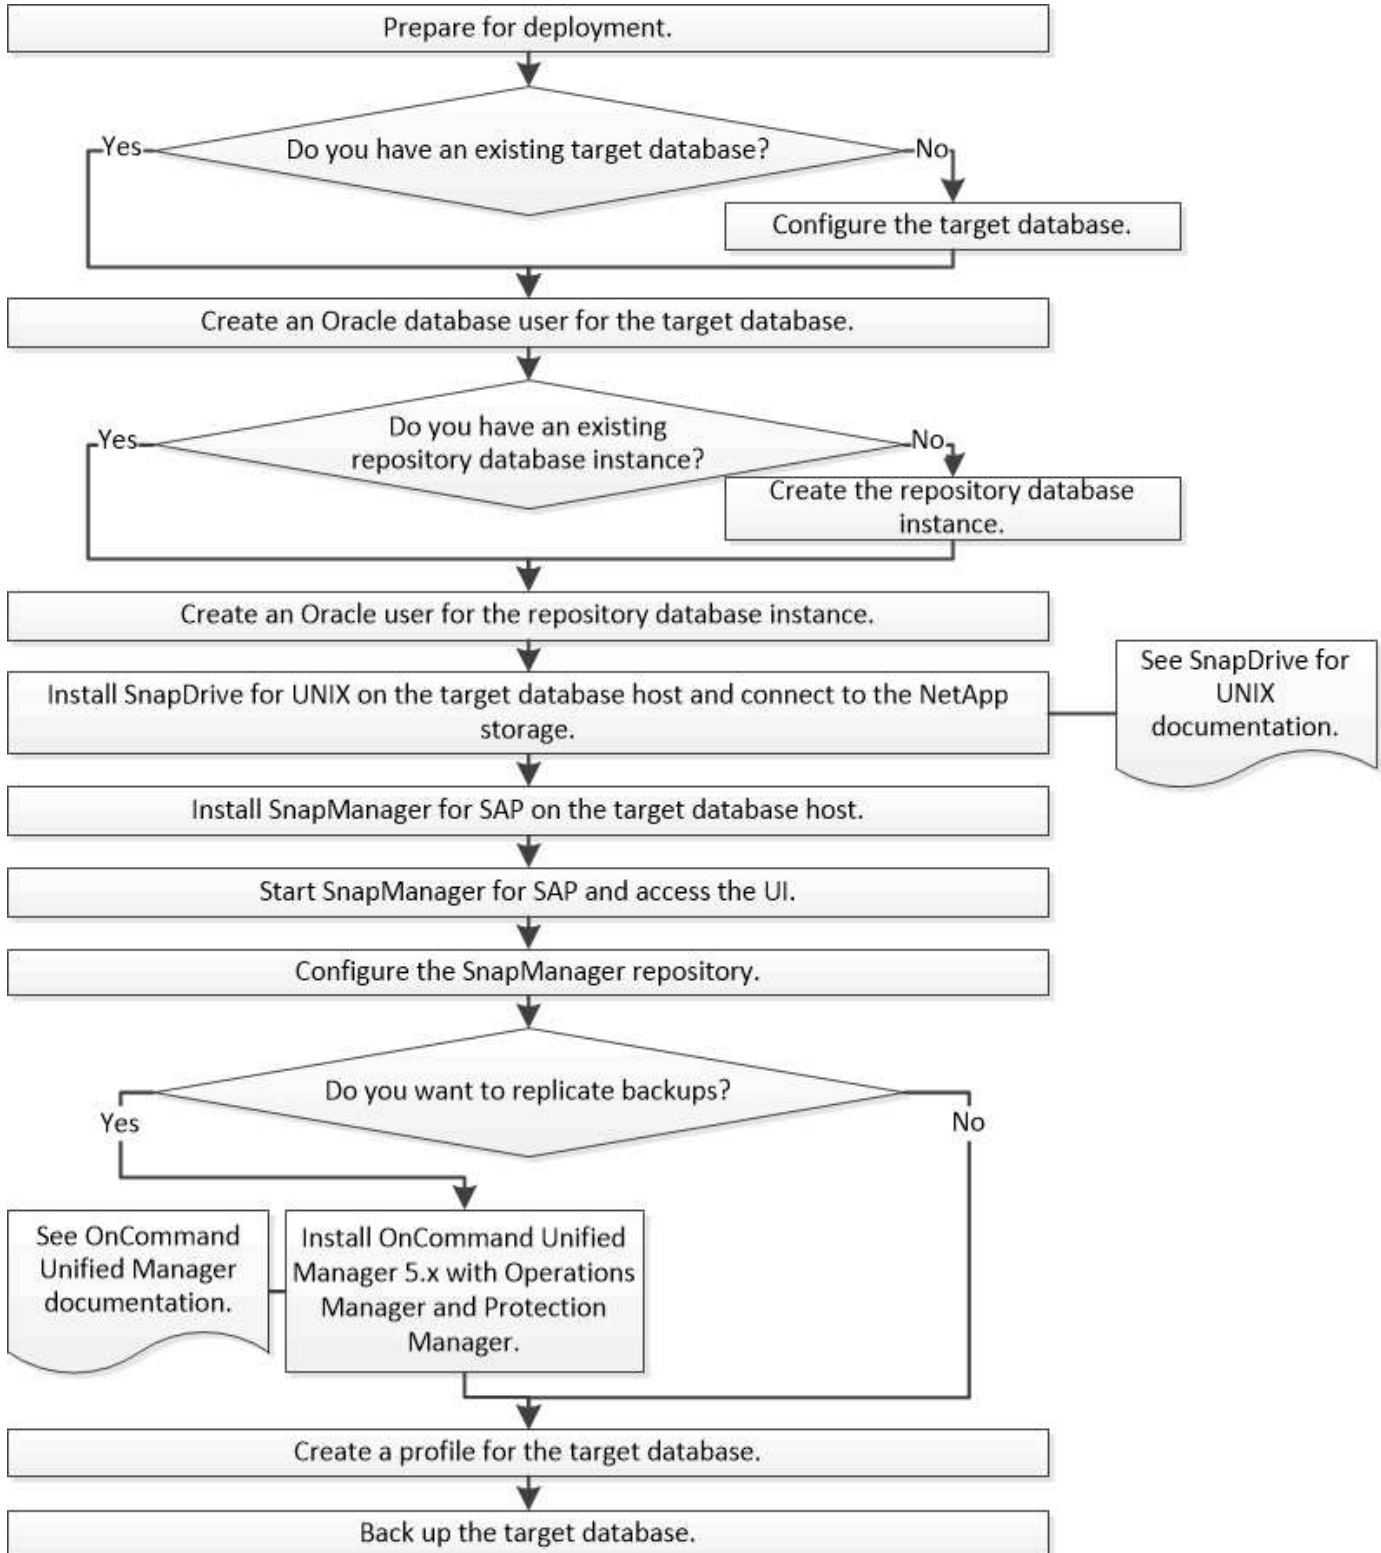 Prepare for deployment.
Do you have an existing target database?
Yes
No
Configure the target database.
Create an Oracle database user for the target database.
Do you have an existing
repository database instance?
Yes
No
Create the repository database
instance.
Create an Oracle user for the repository database instance.
Install SnapDrive for UNIX on the target database host and connect to the NetApp
storage.
See SnapDrive for
UNIX
documentation.
Install SnapManager for SAP on the target database host.
Start SnapManager for SAP and access the UI.
Configure the SnapManager repository.
Do you want to replicate backups?
Yes
No
See OnCommand
Unified Manager
documentation.
Install OnCommand Unified
Manager 5.x with Operations
Manager and Protection
Manager.
Create a profile for the target database.
Back up the target database.